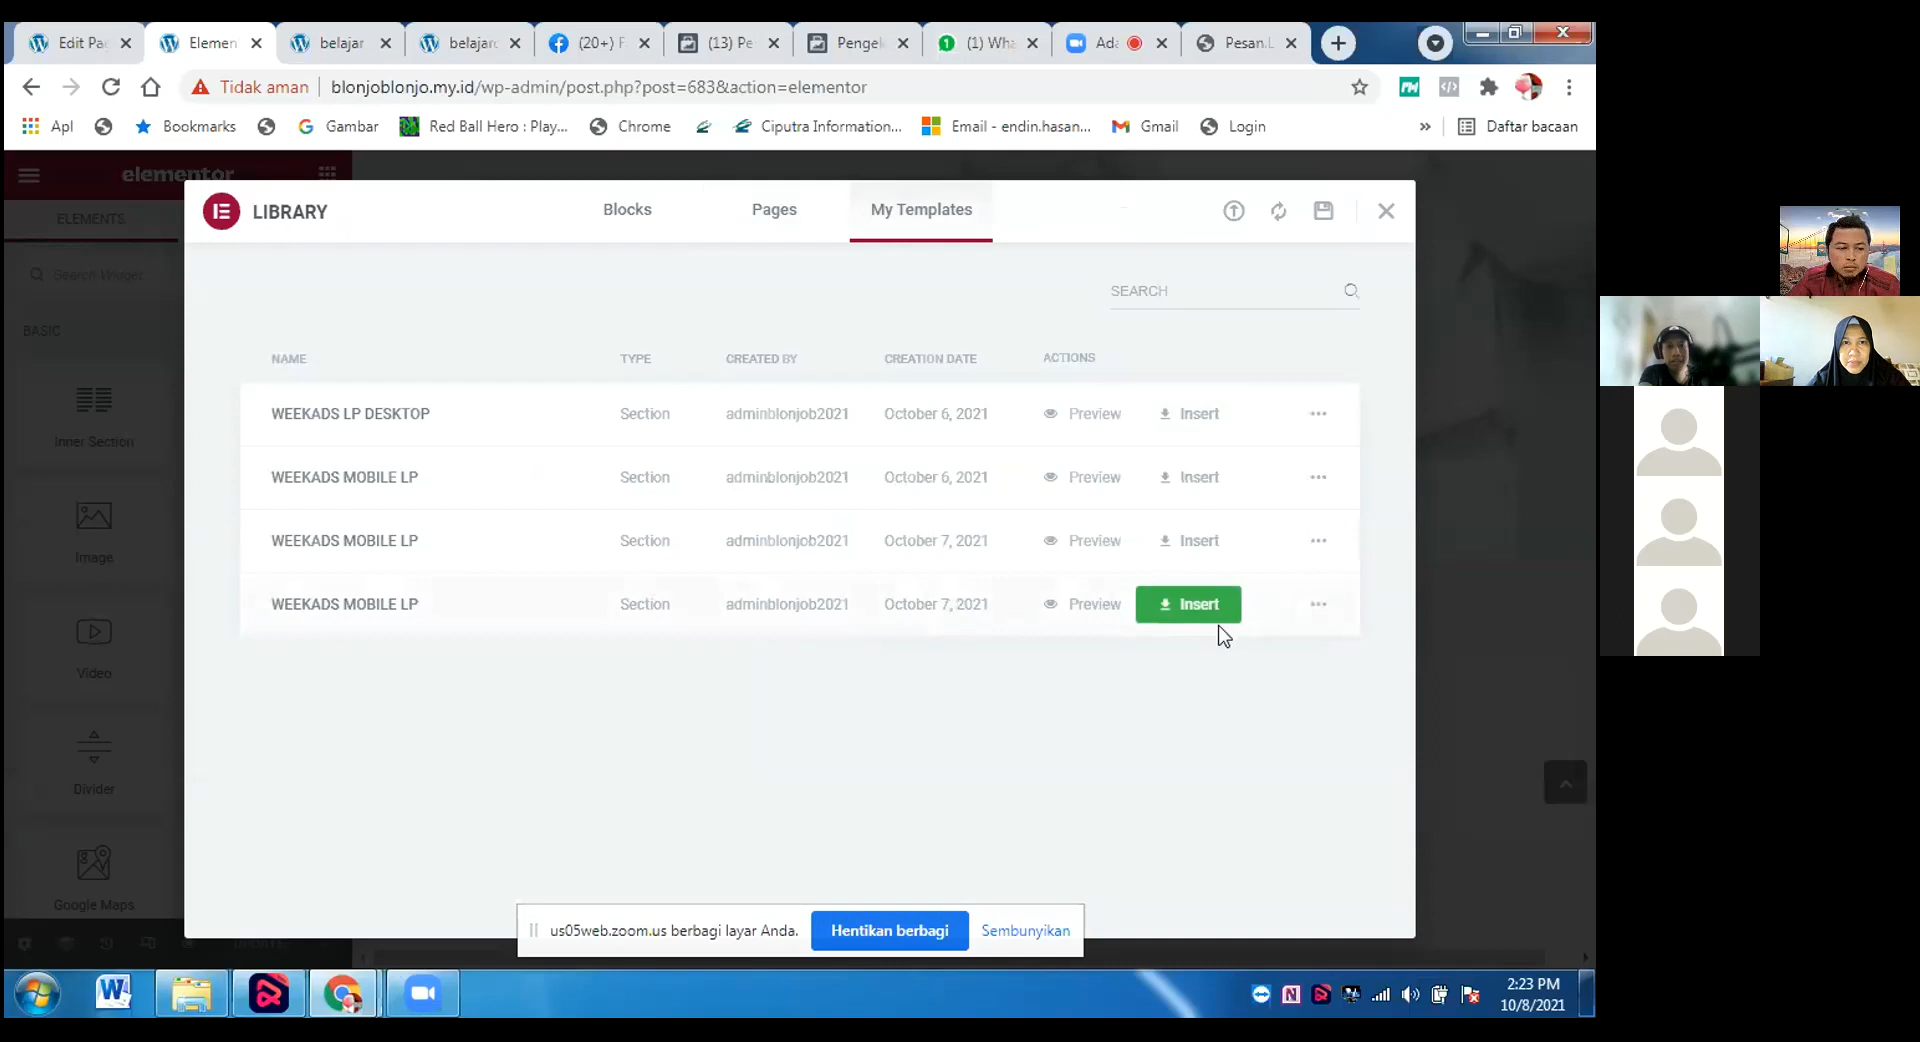 Edit Pa
Elemen
belajar
belajar
(20+) F
(13) Pe
Pengel
(1) Wha
Ada
Pesan.
Tidak aman
blonjoblonjo.my.id/wp-admin/post.php?post=683&action=elementor
Apl
Bookmarks
Gambar
Red Ball Hero : Play...
Chrome
Ciputra Information...
Email - endin.hasan...
Gmail
Login
»
Daftar bacaan
elementor
ELEMENTS
LIBRARY
Blocks
Pages
My Templates
Search Widget
SEARCH
BASIC
NAME
TYPE
CREATED BY
CREATION DATE
ACTIONS
WEEKADS LP DESKTOP Section adminblonjob2021 October 6, 2021 Preview Insert
Inner Section
WEEKADS MOBILE LP Section adminblonjob2021 October 6, 2021 Preview Insert
WEEKADS MOBILE LP Section adminblonjob2021 October 7, 2021 Preview Insert
Image
WEEKADS MOBILE LP Section adminblonjob2021 October 7, 2021 Preview Insert
Video
Divider
Google Maps
us05web.zoom.us berbagi layar Anda.
Hentikan berbagi
Sembunyikan
2:23 PM
10/8/2021